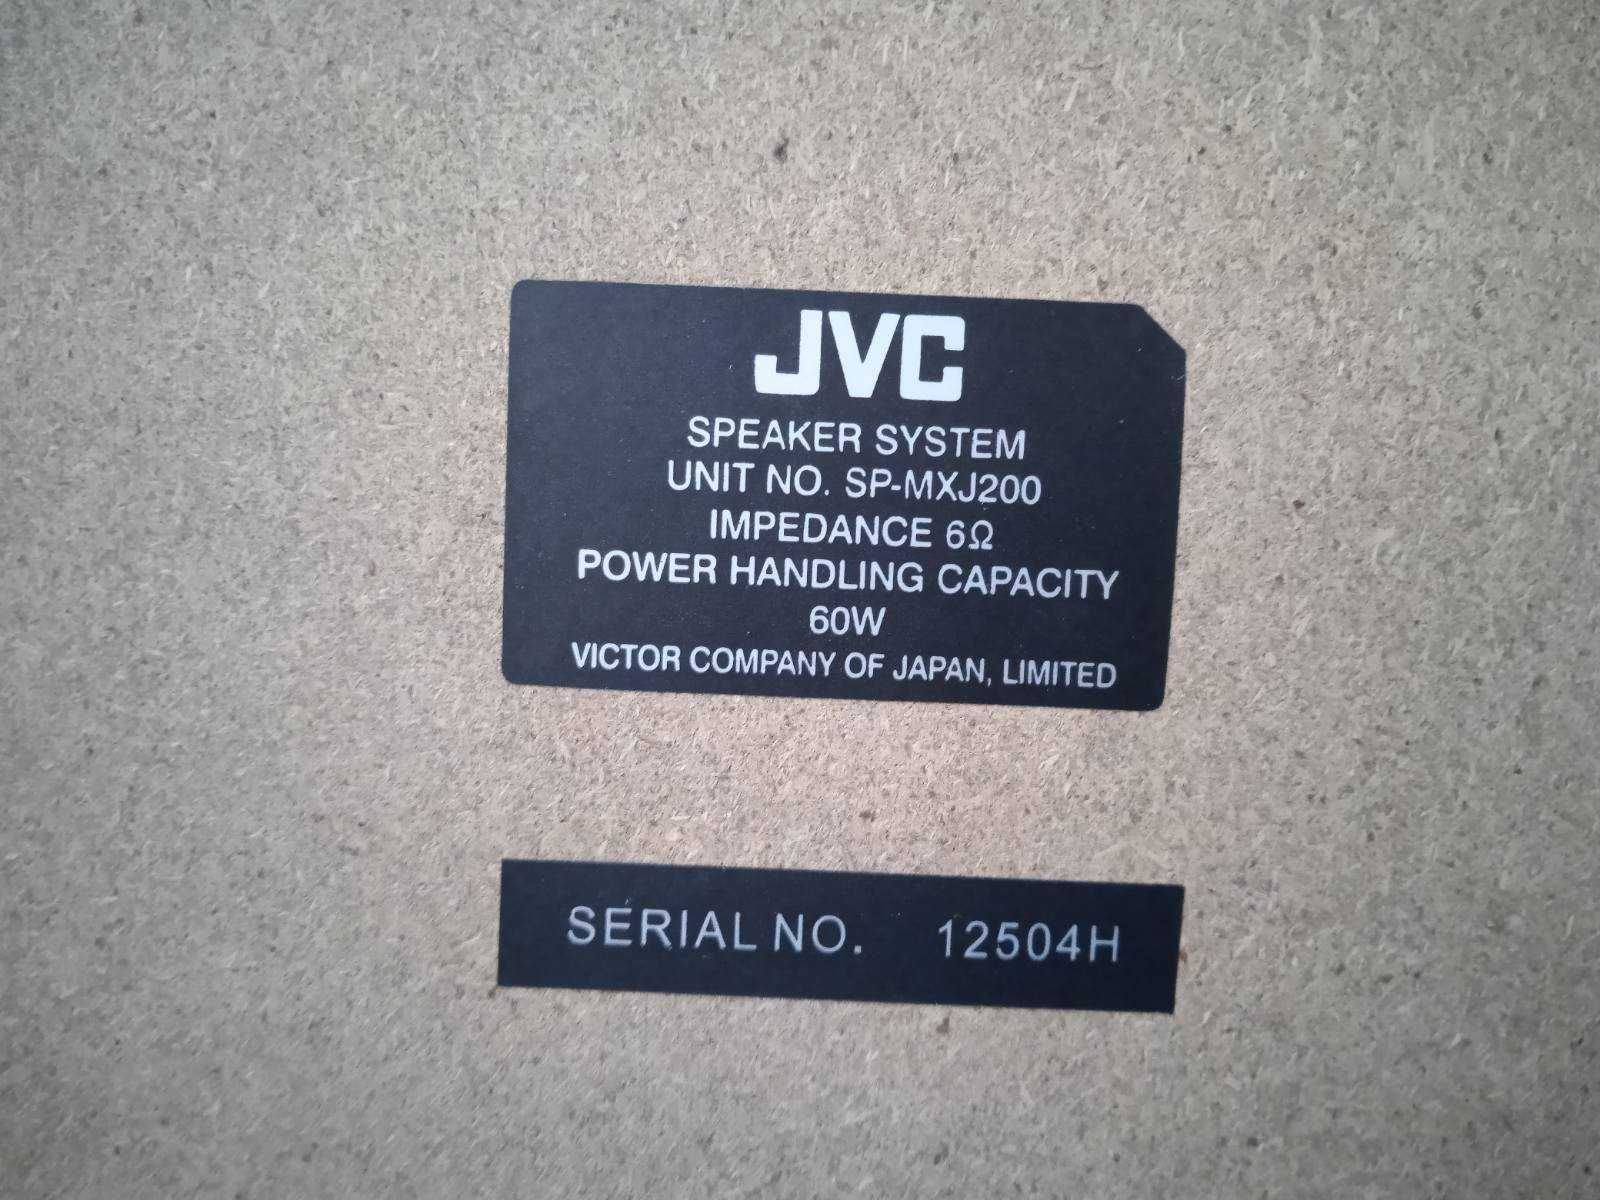 JVC
SPEAKER SYSTEM
UNIT NO. SP-MXJ200
IMPEDANCE 6Ω
POWER HANDLING CAPACITY
60W
VICTOR COMPANY OF JAPAN, LIMITED
SERIAL NO. 12504H